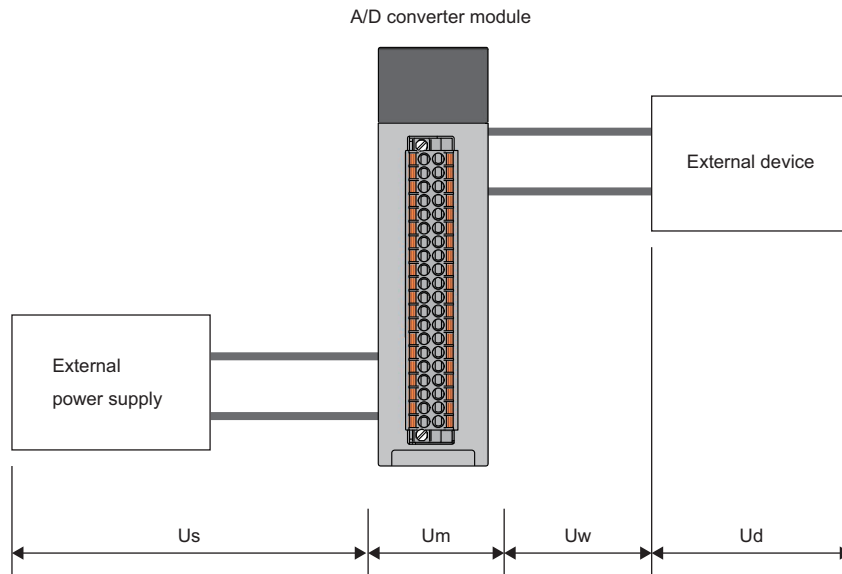 A/D converter module
External device
External
power supply
Us
Um
Uw
Ud